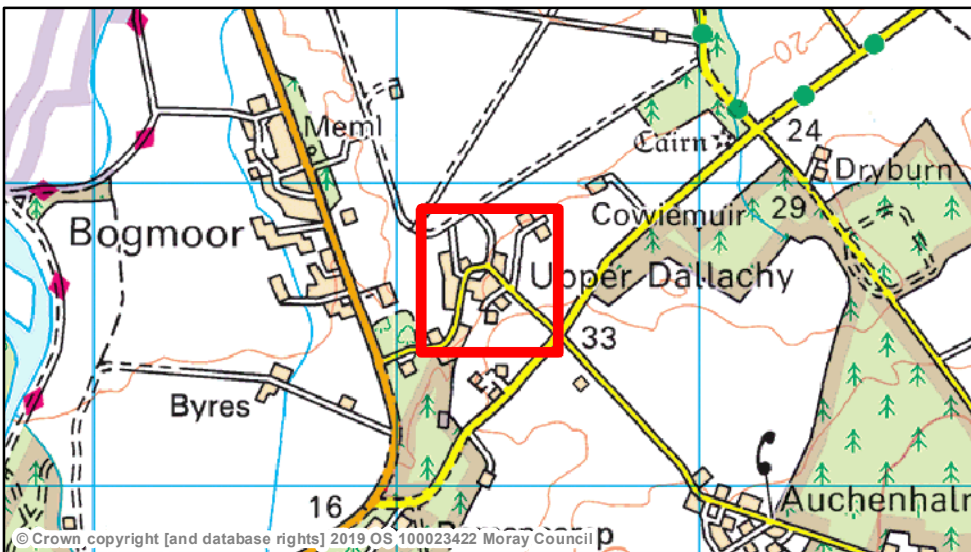 20
Meml
24
Cairn
Dryburn
Cowiemuir
29
Bogmoor
Upper Dallachy
33
Byres
16
Auchenhalr
© Crown copyright [and database rights] 2019 OS 100023422 Moray Council